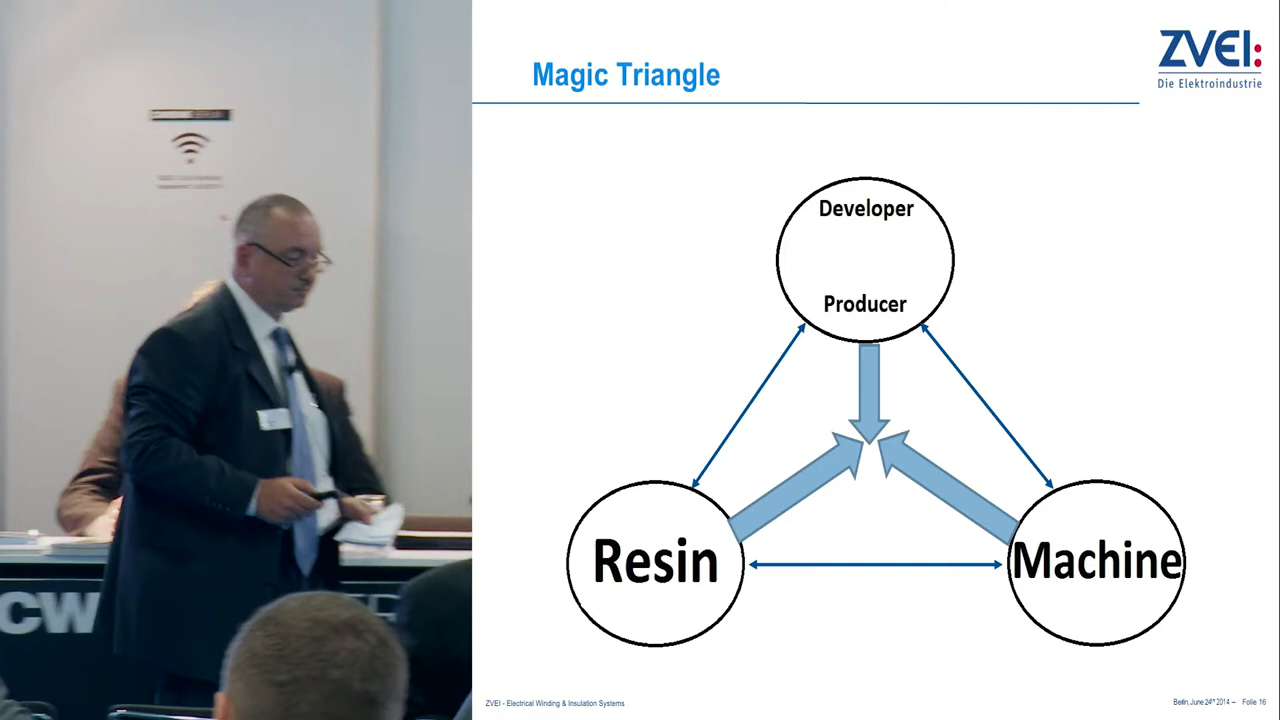 ZVEI:
Die Elektroindustrie
Magic Triangle
Developer
Producer
Resin
Machine
CW
ZVEI - Electrical Winding & Insulation Systems
Berlin, June 24th 2014 – Folie 16